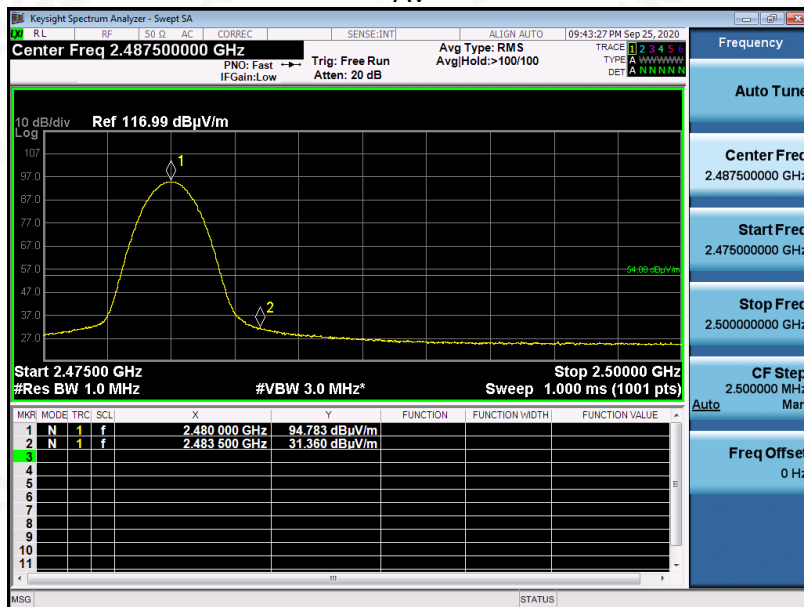 Keysight Spectrum Analyzer - Swept SA
RL RF 50 Ω AC CORREC SENSE:INT ALIGN AUTO 09:43:27 PM Sep 25, 2020
Center Freq 2.487500000 GHz
PNO: Fast
IFGain:Low
Trig: Free Run
Atten: 20 dB
Avg Type: RMS
Avg|Hold:>100/100
TRACE 1 2 3 4 5 6
TYPE A WWWWW
DET A N N N N N
10 dB/div Ref 116.99 dBµV/m
Log
107
97.0
87.0
77.0
67.0
57.0
47.0
37.0
27.0
1
2
54.00 dBµV/m
Start 2.47500 GHz Stop 2.50000 GHz
#Res BW 1.0 MHz #VBW 3.0 MHz* Sweep 1.000 ms (1001 pts)
MKR MODE TRC SCL X Y FUNCTION FUNCTION WIDTH FUNCTION VALUE
1 N 1 f 2.480 000 GHz 94.783 dBµV/m
2 N 1 f 2.483 500 GHz 31.360 dBµV/m
3
4
5
6
7
8
9
10
11
MSG STATUS
Frequency
Auto Tune
Center Freq
2.487500000 GHz
Start Freq
2.475000000 GHz
Stop Freq
2.500000000 GHz
CF Step
2.500000 MHz
Auto Man
Freq Offset
0 Hz